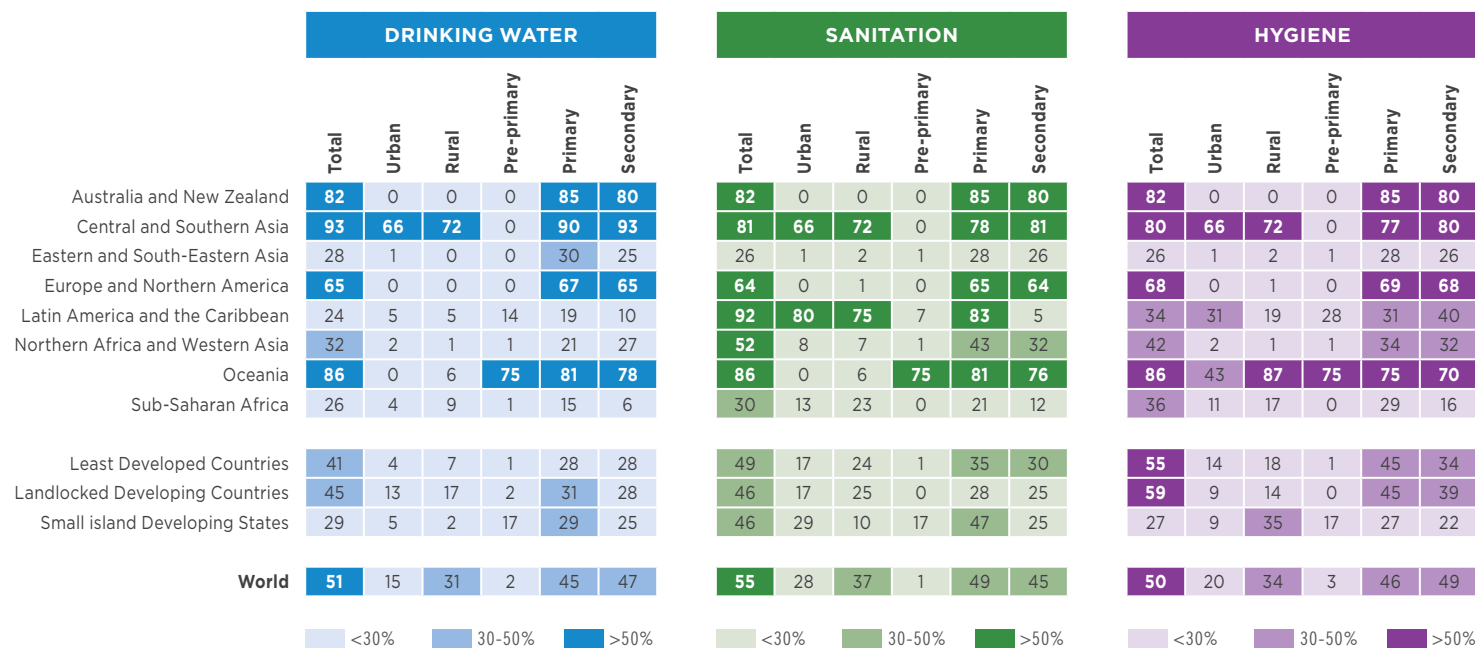 DRINKING WATER SANITATION HYGIENE
Total Urban Rural Pre-primary Primary Secondary Total Urban Rural Pre-primary Primary Secondary Total Urban Rural Pre-primary Primary Secondary
Australia and New Zealand 82 0 0 0 85 80 82 0 0 0 85 80 82 0 0 0 85 80
Central and Southern Asia 93 66 72 0 90 93 81 66 72 0 78 81 80 66 72 0 77 80
Eastern and South-Eastern Asia 28 1 0 0 30 25 26 1 2 1 28 26 26 1 2 1 28 26
Europe and Northern America 65 0 0 0 67 65 64 0 1 0 65 64 68 0 1 0 69 68
Latin America and the Caribbean 24 5 5 14 19 10 92 80 75 7 83 5 34 31 19 28 31 40
Northern Africa and Western Asia 32 2 1 1 21 27 52 8 7 1 43 32 42 2 1 1 34 32
Oceania 86 0 6 75 81 78 86 0 6 75 81 76 86 43 87 75 75 70
Sub-Saharan Africa 26 4 9 1 15 6 30 13 23 0 21 12 36 11 17 0 29 16
Least Developed Countries 41 4 7 1 28 28 49 17 24 1 35 30 55 14 18 1 45 34
Landlocked Developing Countries 45 13 17 2 31 28 46 17 25 0 28 25 59 9 14 0 45 39
Small island Developing States 29 5 2 17 29 25 46 29 10 17 47 25 27 9 35 17 27 22
World 51 15 31 2 45 47 55 28 37 1 49 45 50 20 34 3 46 49
<30% 30-50% >50% <30% 30-50% >50% <30% 30-50% >50%